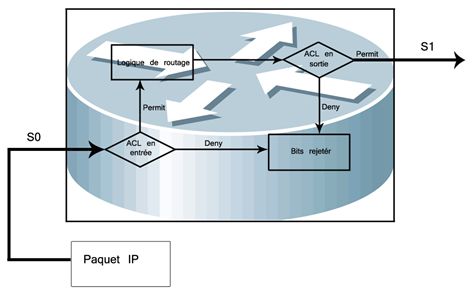 ACL en
sortie
Permit
S1
Logique de routage
Permit
Deny
S0
ACL en
entrée
Deny
Bits rejetér
Paquet IP